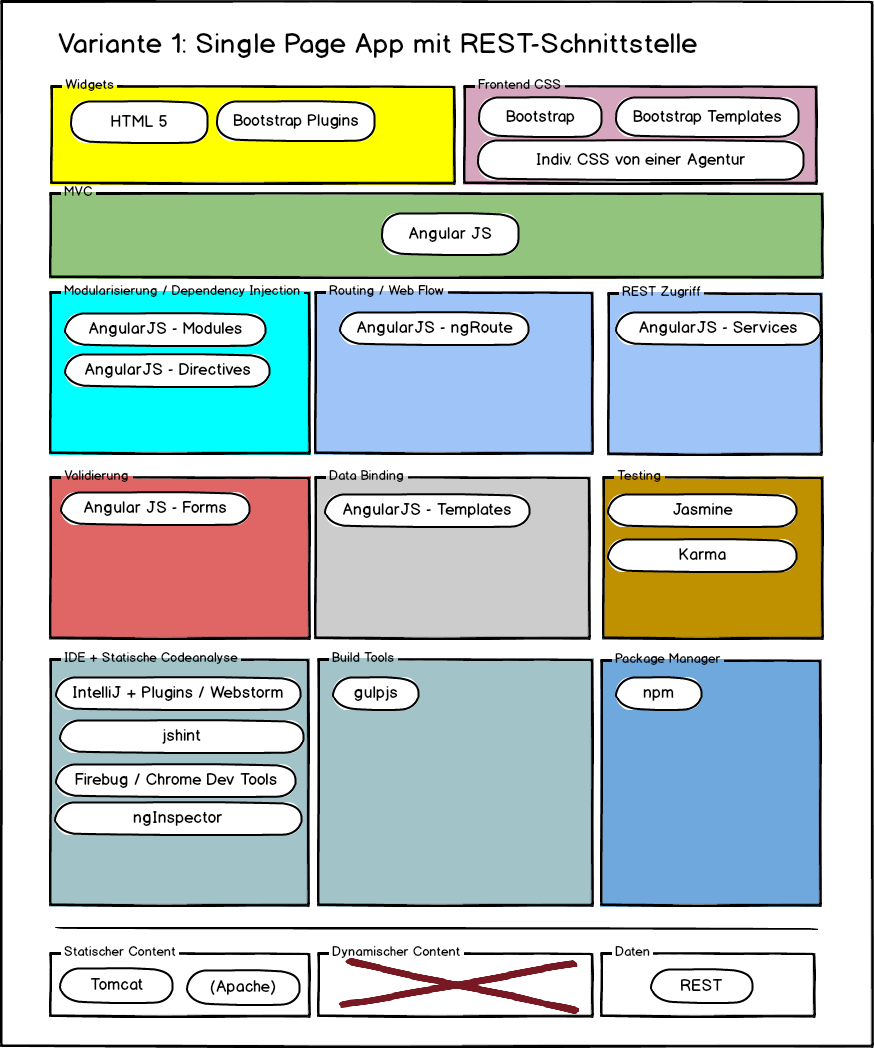 Variante 1: Single Page App mit REST-Schnittstelle
Widgets
HTML 5
Bootstrap Plugins
Frontend CSS
Bootstrap
Bootstrap Templates
Indiv. CSS von einer Agentur
MVC
Angular JS
Modularisierung / Dependency Injection
AngularJS - Modules
AngularJS - Directives
Routing / Web Flow
AngularJS - ngRoute
REST Zugriff
AngularJS - Services
Validierung
Angular JS - Forms
Data Binding
AngularJS - Templates
Testing
Jasmine
Karma
IDE + Statische Codeanalyse
IntelliJ + Plugins / Webstorm
jshint
Firebug / Chrome Dev Tools
ngInspector
Build Tools
gulpjs
Package Manager
npm
Statischer Content
Tomcat
(Apache)
Dynamischer Content
Daten
REST